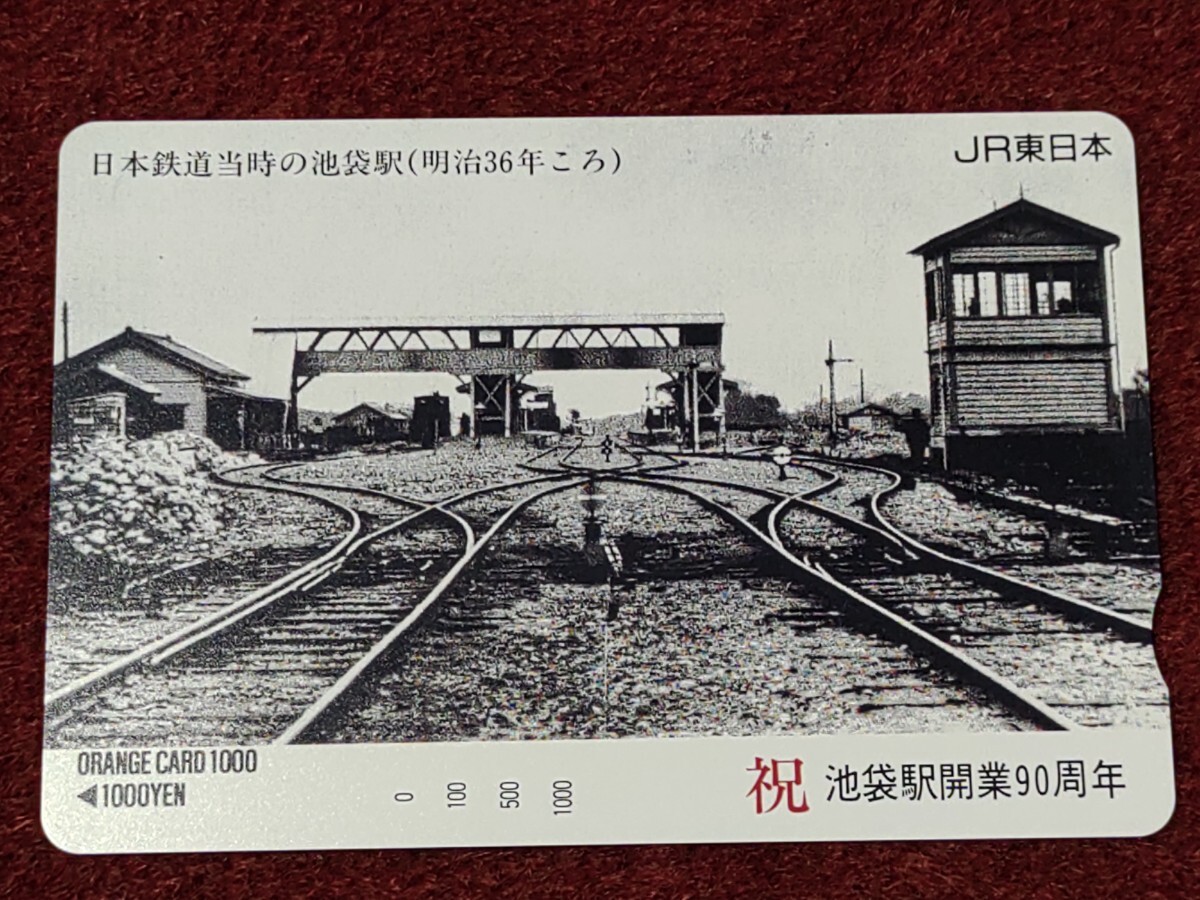 日本鉄道当時の池袋駅(明治36年ころ)
JR東日本
ORANGE CARD 1000
◀1000YEN
0 100 500 1000
祝 池袋駅開業90周年